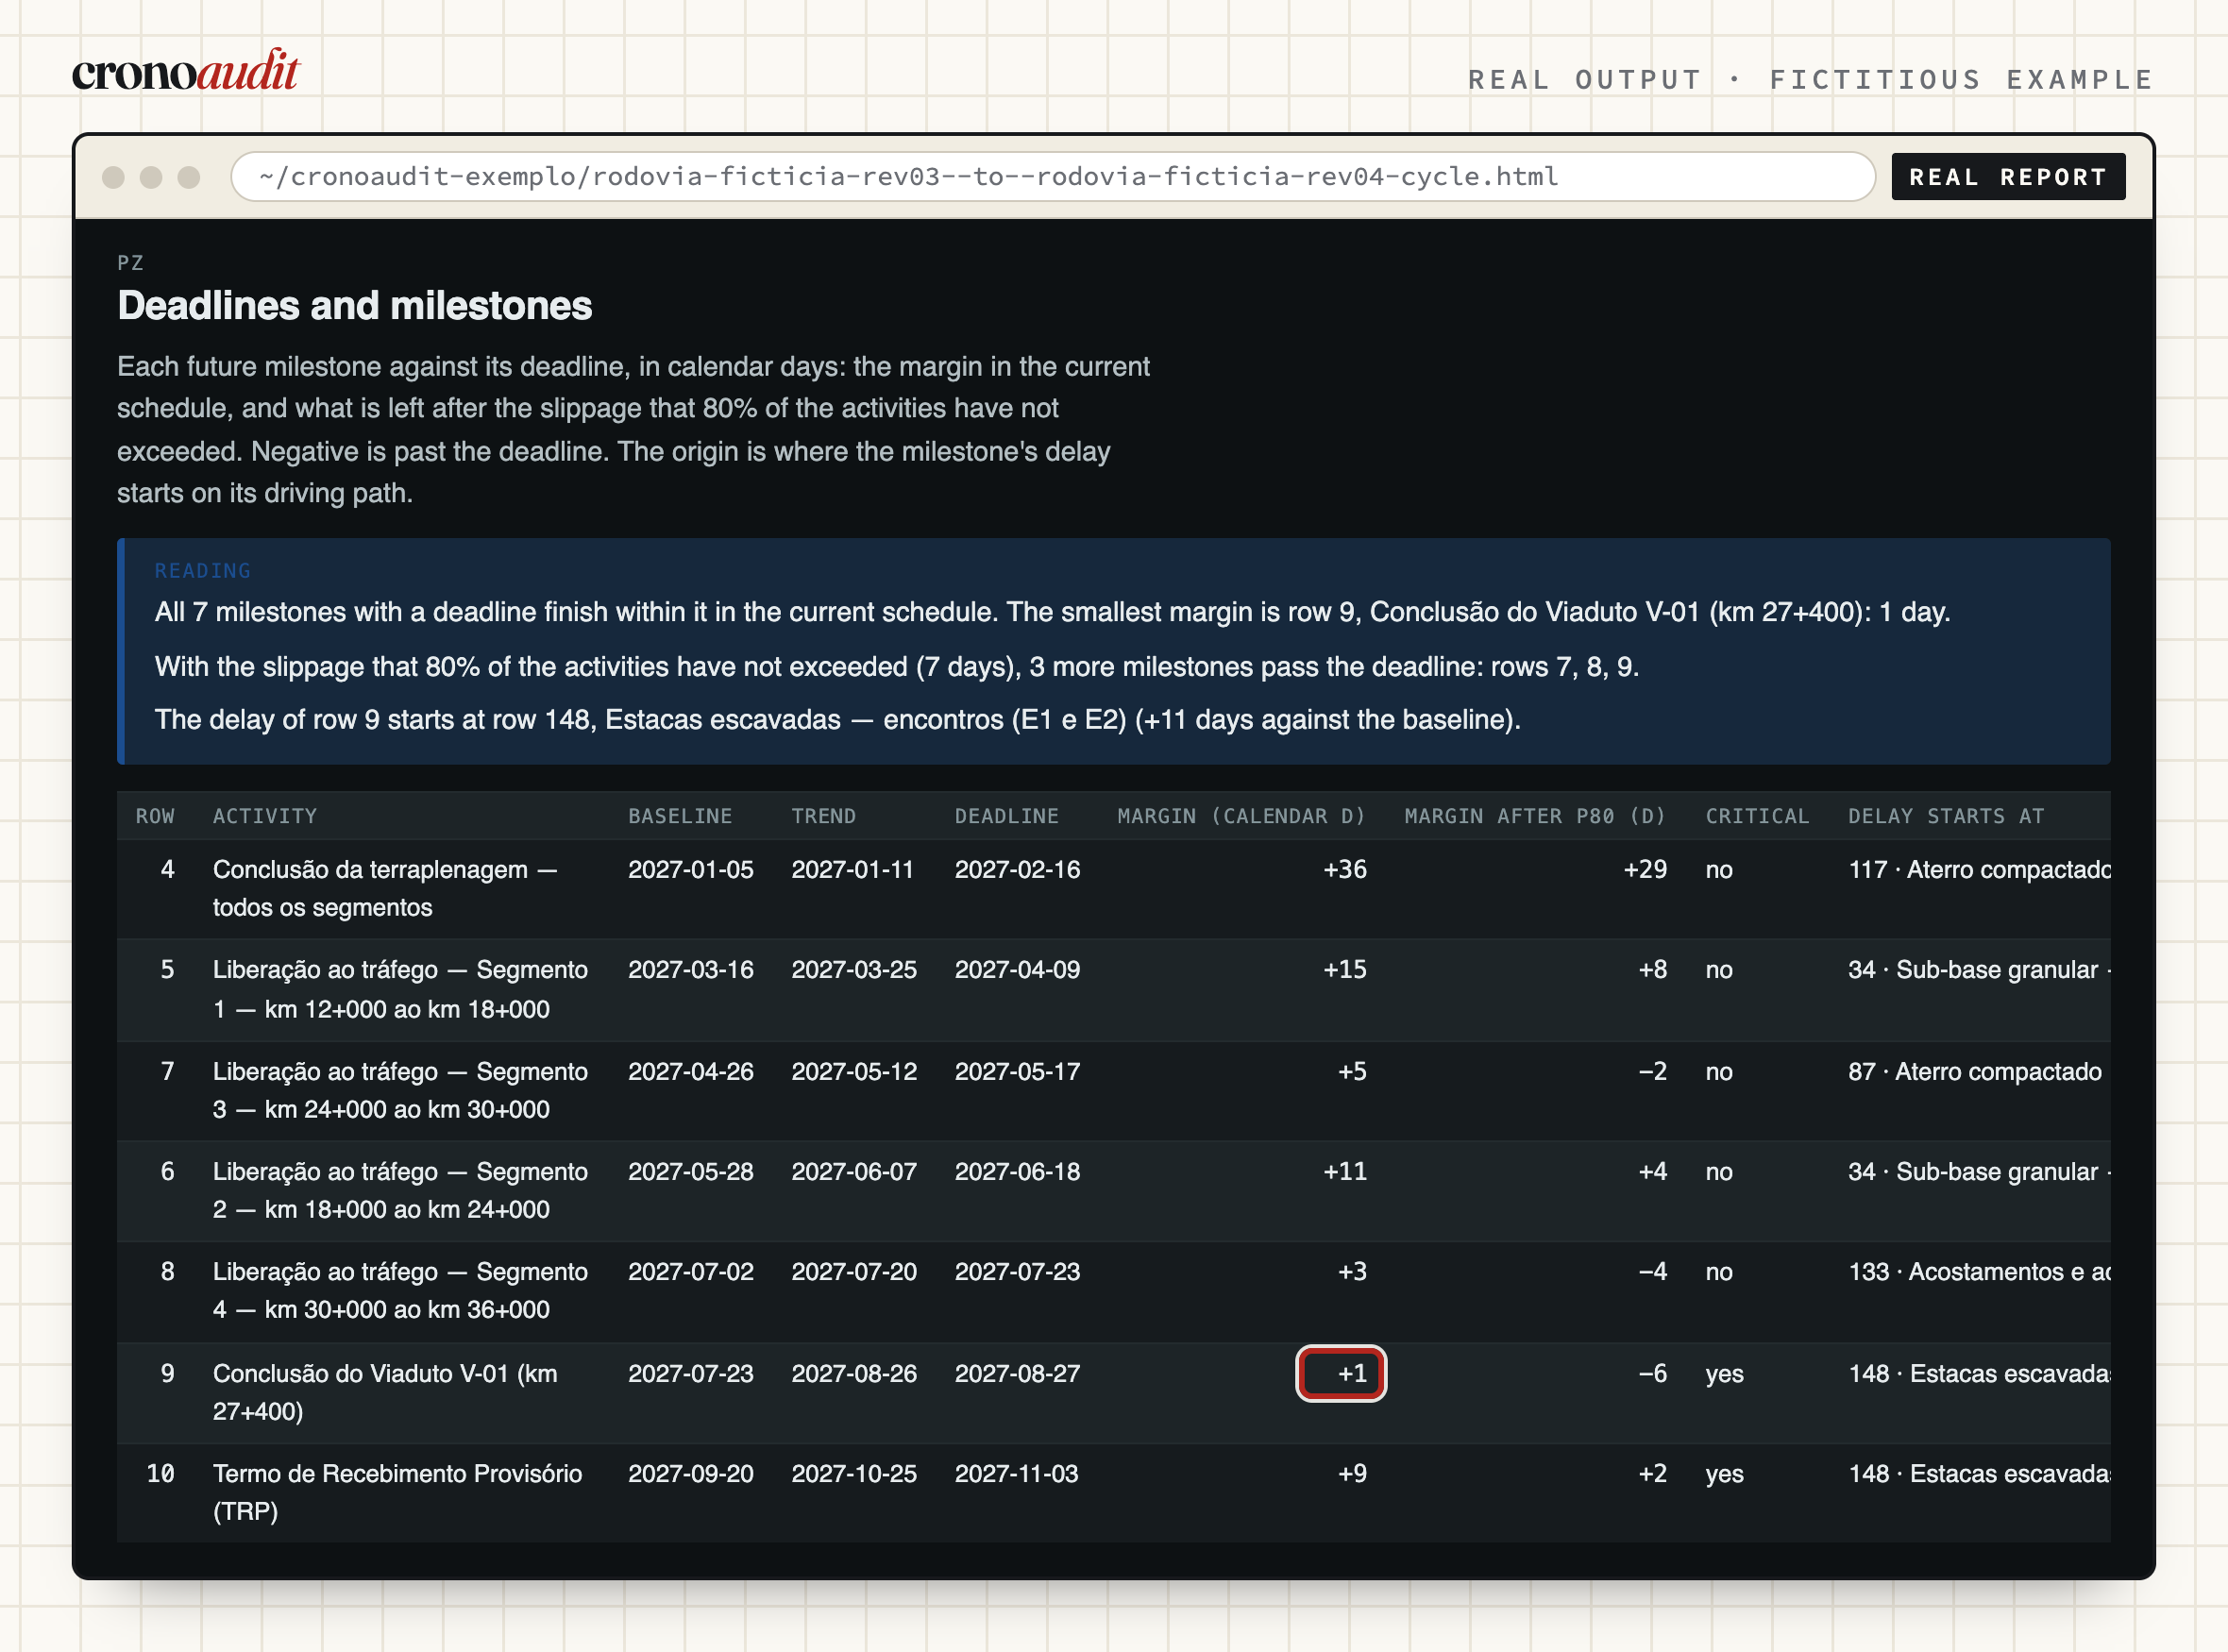 cronoaudit
REAL OUTPUT · FICTITIOUS EXAMPLE
~/cronoaudit-exemplo/rodovia-ficticia-rev03--to--rodovia-ficticia-rev04-cycle.html
REAL REPORT
PZ
Deadlines and milestones
Each future milestone against its deadline, in calendar days: the margin in the current
schedule, and what is left after the slippage that 80% of the activities have not
exceeded. Negative is past the deadline. The origin is where the milestone's delay
starts on its driving path.
READING
All 7 milestones with a deadline finish within it in the current schedule. The smallest margin is row 9, Conclusão do Viaduto V-01 (km 27+400): 1 day.
With the slippage that 80% of the activities have not exceeded (7 days), 3 more milestones pass the deadline: rows 7, 8, 9.
The delay of row 9 starts at row 148, Estacas escavadas — encontros (E1 e E2) (+11 days against the baseline).
ROW ACTIVITY BASELINE TREND DEADLINE MARGIN (CALENDAR D) MARGIN AFTER P80 (D) CRITICAL DELAY STARTS AT
4 Conclusão da terraplenagem — 2027-01-05 2027-01-11 2027-02-16 +36 +29 no 117 · Aterro compactado
todos os segmentos
5 Liberação ao tráfego — Segmento 2027-03-16 2027-03-25 2027-04-09 +15 +8 no 34 · Sub-base granular
1 — km 12+000 ao km 18+000
7 Liberação ao tráfego — Segmento 2027-04-26 2027-05-12 2027-05-17 +5 −2 no 87 · Aterro compactado
3 — km 24+000 ao km 30+000
6 Liberação ao tráfego — Segmento 2027-05-28 2027-06-07 2027-06-18 +11 +4 no 34 · Sub-base granular
2 — km 18+000 ao km 24+000
8 Liberação ao tráfego — Segmento 2027-07-02 2027-07-20 2027-07-23 +3 −4 no 133 · Acostamentos e
4 — km 30+000 ao km 36+000
9 Conclusão do Viaduto V-01 (km 2027-07-23 2027-08-26 2027-08-27 +1 −6 yes 148 · Estacas escavadas
27+400)
10 Termo de Recebimento Provisório 2027-09-20 2027-10-25 2027-11-03 +9 +2 yes 148 · Estacas escavadas
(TRP)